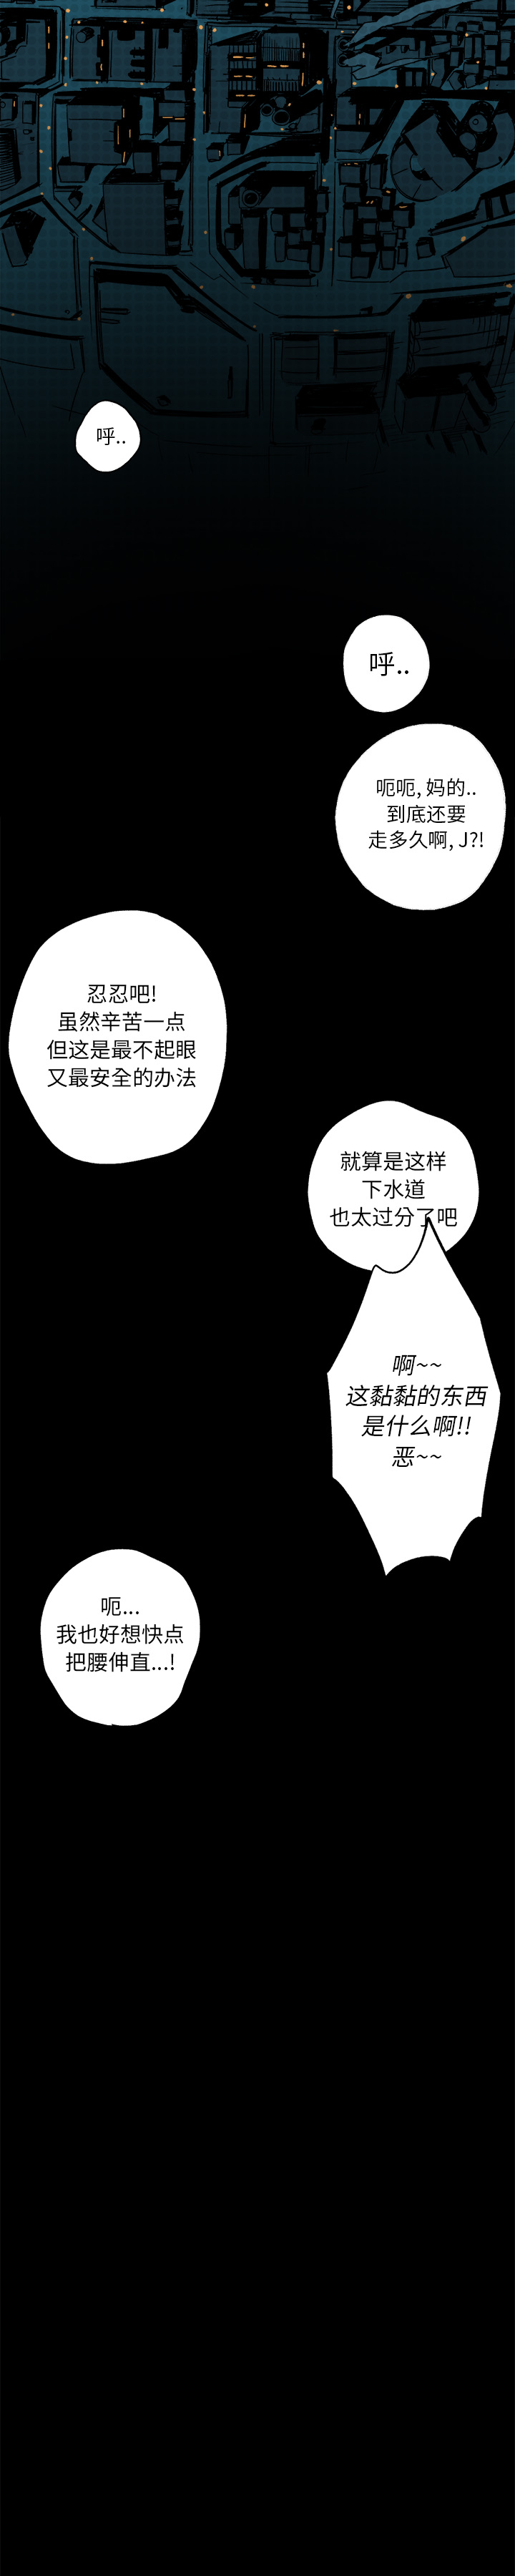 呼..
呼..
呃呃, 妈的..
到底还要
走多久啊, J?!
忍忍吧!
虽然辛苦一点
但这是最不起眼
又最安全的办法
就算是这样
下水道
也太过分了吧
啊~~
这黏黏的东西
是什么啊!!
恶~~
呃...
我也好想快点
把腰伸直...!